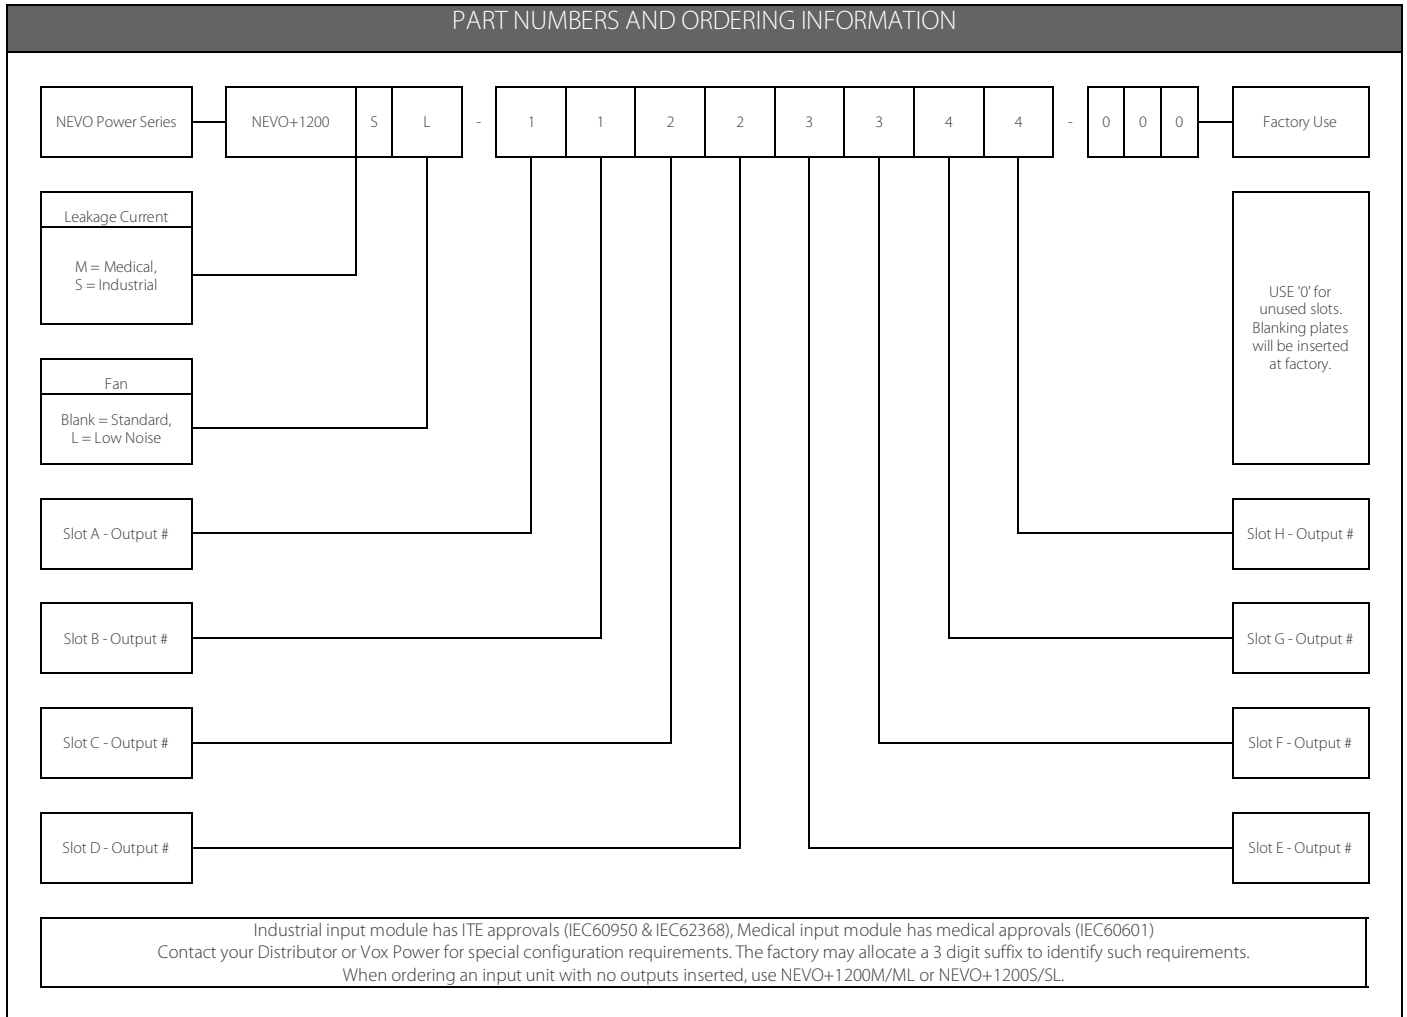 PART NUMBERS AND ORDERING INFORMATION
NEVO Power Series
NEVO+1200
S
L
-
1
1
2
2
3
3
4
4
-
0
0
0
Factory Use
Leakage Current
M = Medical,
S = Industrial
USE '0' for
unused slots.
Blanking plates
will be inserted
at factory.
Fan
Blank = Standard,
L = Low Noise
Slot A - Output #
Slot H - Output #
Slot B - Output #
Slot G - Output #
Slot C - Output #
Slot F - Output #
Slot D - Output #
Slot E - Output #
Industrial input module has ITE approvals (IEC60950 & IEC62368), Medical input module has medical approvals (IEC60601)
Contact your Distributor or Vox Power for special configuration requirements. The factory may allocate a 3 digit suffix to identify such requirements.
When ordering an input unit with no outputs inserted, use NEVO+1200M/ML or NEVO+1200S/SL.